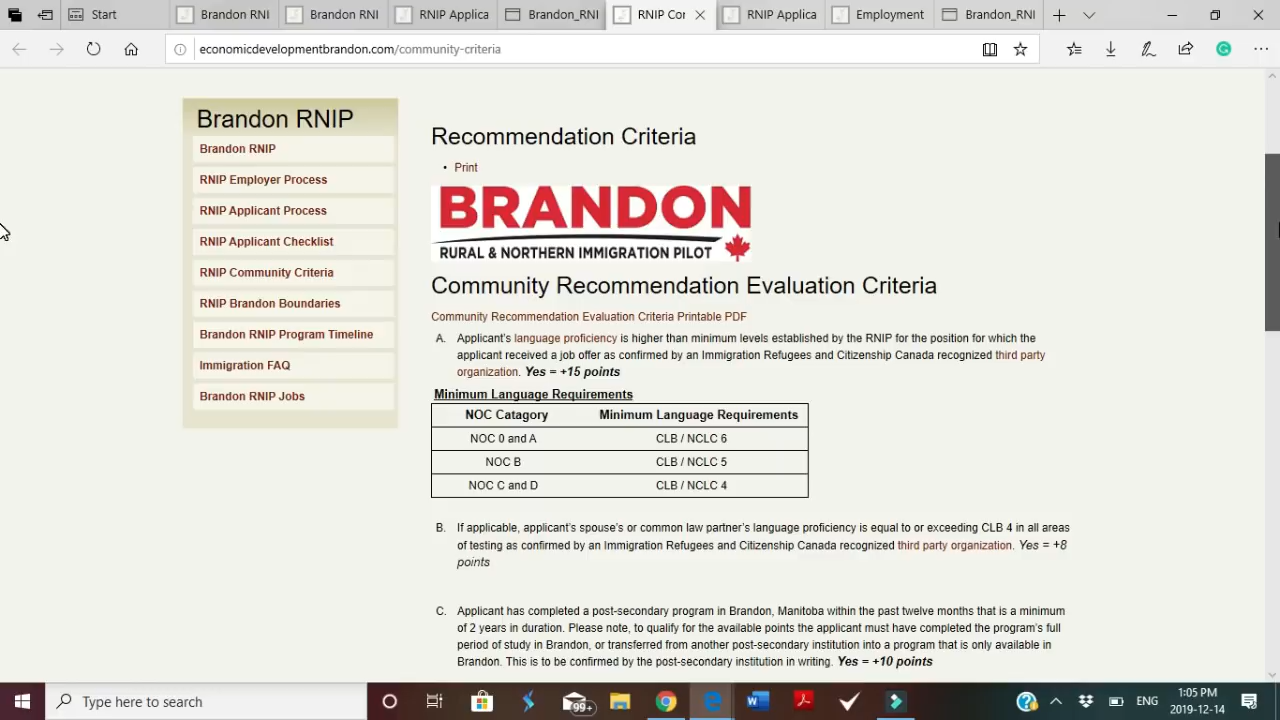 Start
Brandon RNI
Brandon RNI
RNIP Applica
Brandon_RNI
RNIP Cor
RNIP Applica
Employment
Brandon_RNI
economicdevelopmentbrandon.com/community-criteria
Brandon RNIP
Brandon RNIP
RNIP Employer Process
RNIP Applicant Process
RNIP Applicant Checklist
RNIP Community Criteria
RNIP Brandon Boundaries
Brandon RNIP Program Timeline
Immigration FAQ
Brandon RNIP Jobs
Recommendation Criteria
• Print
BRANDON
RURAL & NORTHERN IMMIGRATION PILOT
Community Recommendation Evaluation Criteria
Community Recommendation Evaluation Criteria Printable PDF
A. Applicant's language proficiency is higher than minimum levels established by the RNIP for the position for which the
applicant received a job offer as confirmed by an Immigration Refugees and Citizenship Canada recognized third party
organization. Yes = +15 points
Minimum Language Requirements
NOC Catagory Minimum Language Requirements
NOC 0 and A CLB / NCLC 6
NOC B CLB / NCLC 5
NOC C and D CLB / NCLC 4
B. If applicable, applicant's spouse's or common law partner's language proficiency is equal to or exceeding CLB 4 in all areas
of testing as confirmed by an Immigration Refugees and Citizenship Canada recognized third party organization. Yes = +8
points
C. Applicant has completed a post-secondary program in Brandon, Manitoba within the past twelve months that is a minimum
of 2 years in duration. Please note, to qualify for the available points the applicant must have completed the program's full
period of study in Brandon, or transferred from another post-secondary institution into a program that is only available in
Brandon. This is to be confirmed by the post-secondary institution in writing. Yes = +10 points
Type here to search
99+
ENG
1:05 PM
2019-12-14